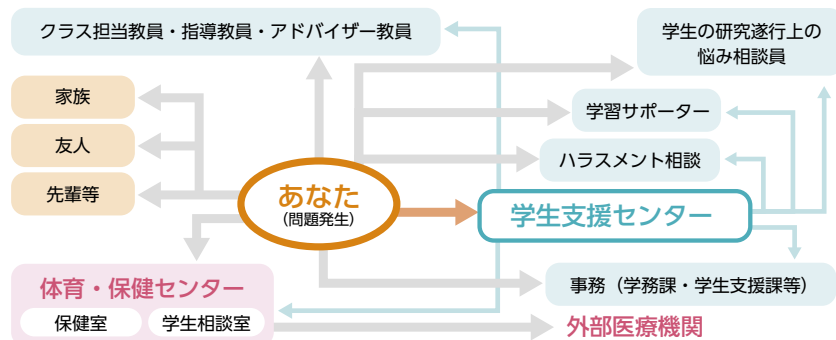 クラス担当教員・指導教員・アドバイザー教員
学生の研究遂行上の
悩み相談員
家族
学習サポーター
友人
ハラスメント相談
先輩等
あなた
(問題発生)
学生支援センター
体育・保健センター
事務（学務課・学生支援課等）
保健室
学生相談室
外部医療機関